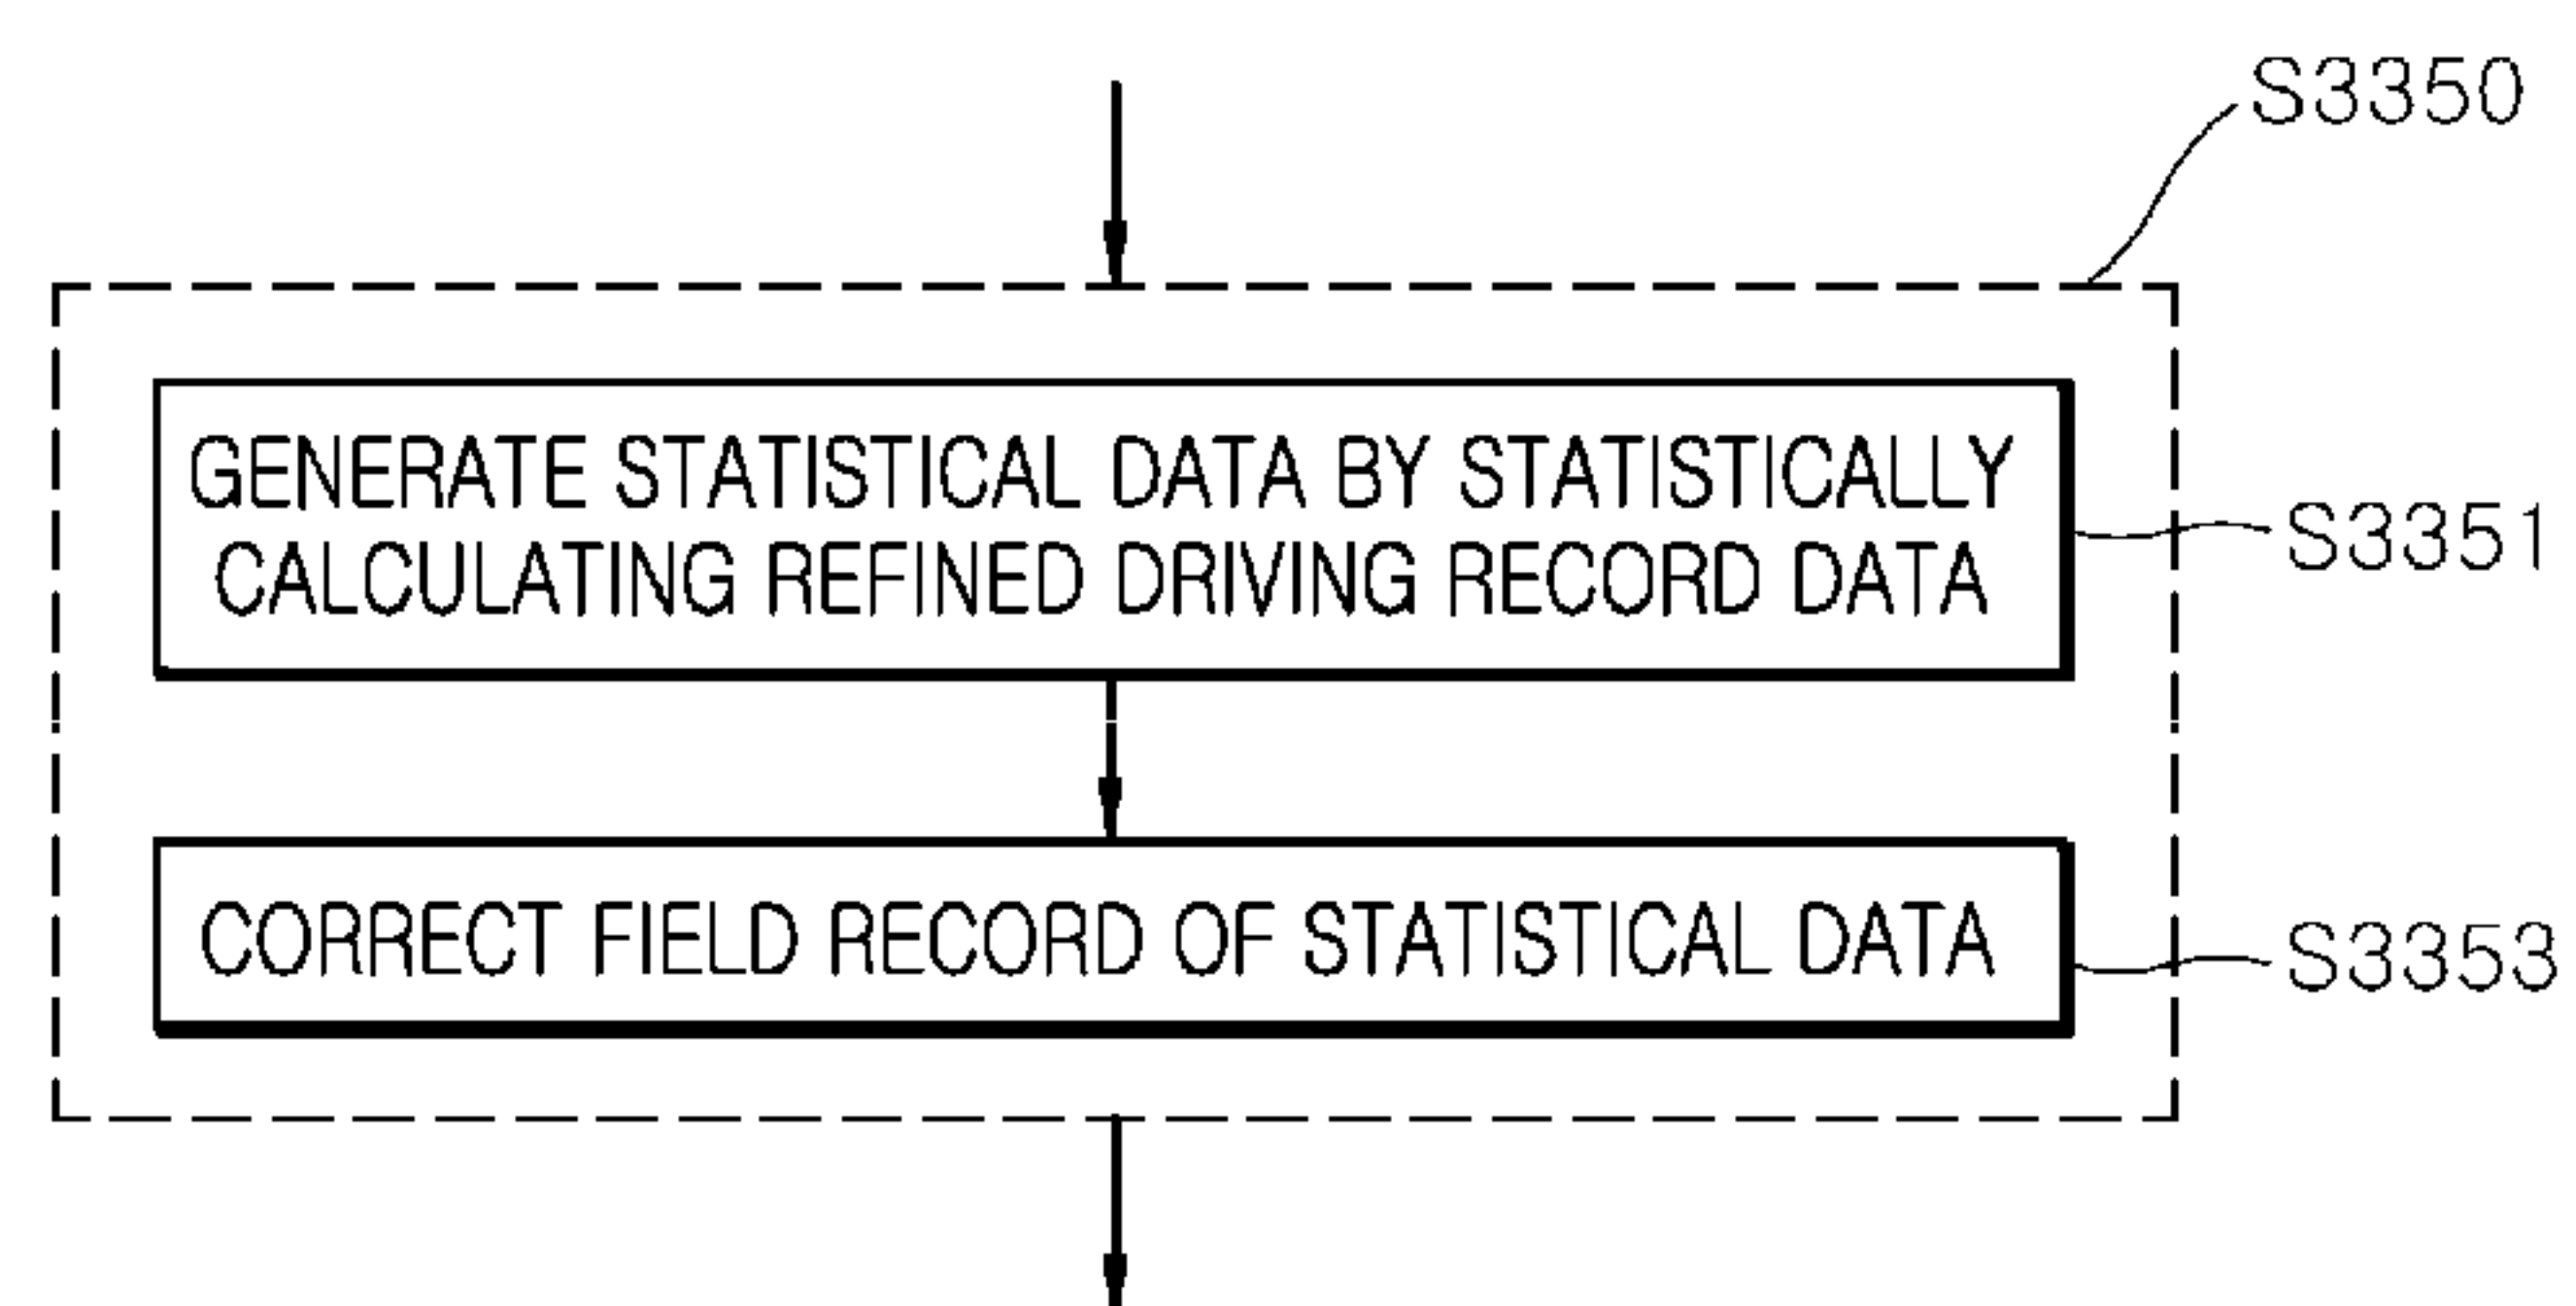 S3350
GENERATE STATISTICAL DATA BY STATISTICALLY
CALCULATING REFINED DRIVING RECORD DATA
S3351
CORRECT FIELD RECORD OF STATISTICAL DATA
S3353